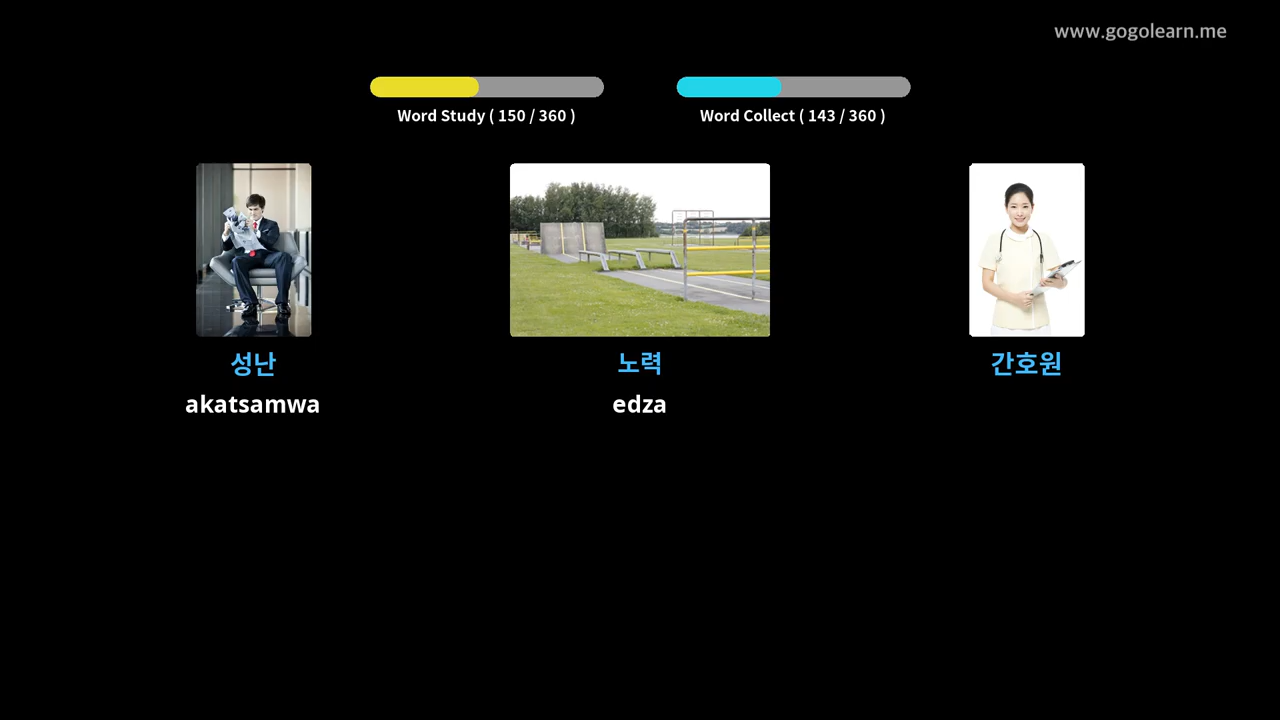 www.gogolearn.me
Word Study ( 150 / 360 )
Word Collect ( 143 / 360 )
성난
노력
간호원
akatsamwa
edza